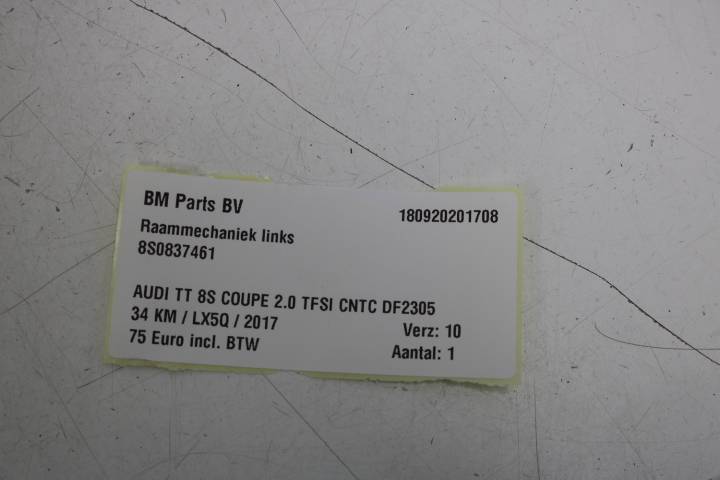 BM Parts BV 180920201708
Raammechaniek links
8S0837461
AUDI TT 8S COUPE 2.0 TFSI CNTC DF2305
34 KM / LX5Q / 2017 Verz: 10
75 Euro incl. BTW Aantal: 1